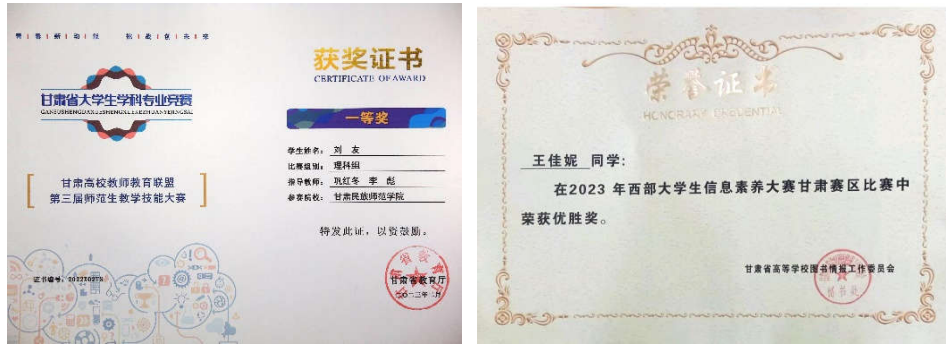 获奖证书
CERTIFICATE OF AWARD
甘肃省大学生学科专业竞赛
一等奖
学生姓名： 刘 友
比赛组别： 理科组
指导教师： 巩红冬 李 彪
参赛院校： 甘肃民族师范学院
甘肃高校教师教育联盟
第三届师范生教学技能大赛
特发此证，以资鼓励。
甘肃省教育厅
荣誉证书
HONORARY CREDENTIAL
王佳妮 同学：
在2023 年西部大学生信息素养大赛甘肃赛区比赛中
荣获优胜奖。
甘肃省高等学校图书情报工作委员会